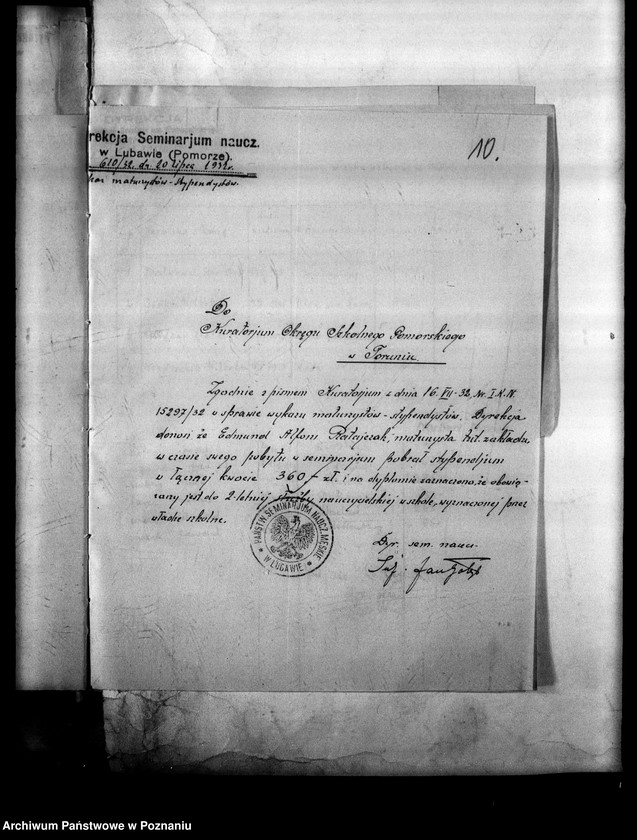 rekcja Seminarjum naucz.
w Lubawie (Pomorze).
610/32. dn. 20 lipca 1932r.
kaz maturzystów-stypendystów.
10.
Do
Kuratorjum Okręgu Szkolnego Pomorskiego
w Toruniu
Zgodnie z pismem Kuratorjum z dnia 16.VII-32, Nr. I.K.N.
15297/32 w sprawie wykazu maturzystów-stypendystów, Dyrekcja
donosi że Edmund Alfons Ratajczak, maturzysta tut. zakładu
w czasie swego pobytu w seminarjum pobrał stypendjum
w łącznej kwocie 360,- zł. i na dyplomie zaznaczono, że obowią-
zany jest do 2-letniej służby nauczycielskiej w szkole, wyznaczonej przez
władze szkolne.
PAŃSTW. SEMINARJUM NAUCZ. MĘSKIE
W LUBAWIE
Dyr. sem. naucz.
Archiwum Państwowe w Poznaniu